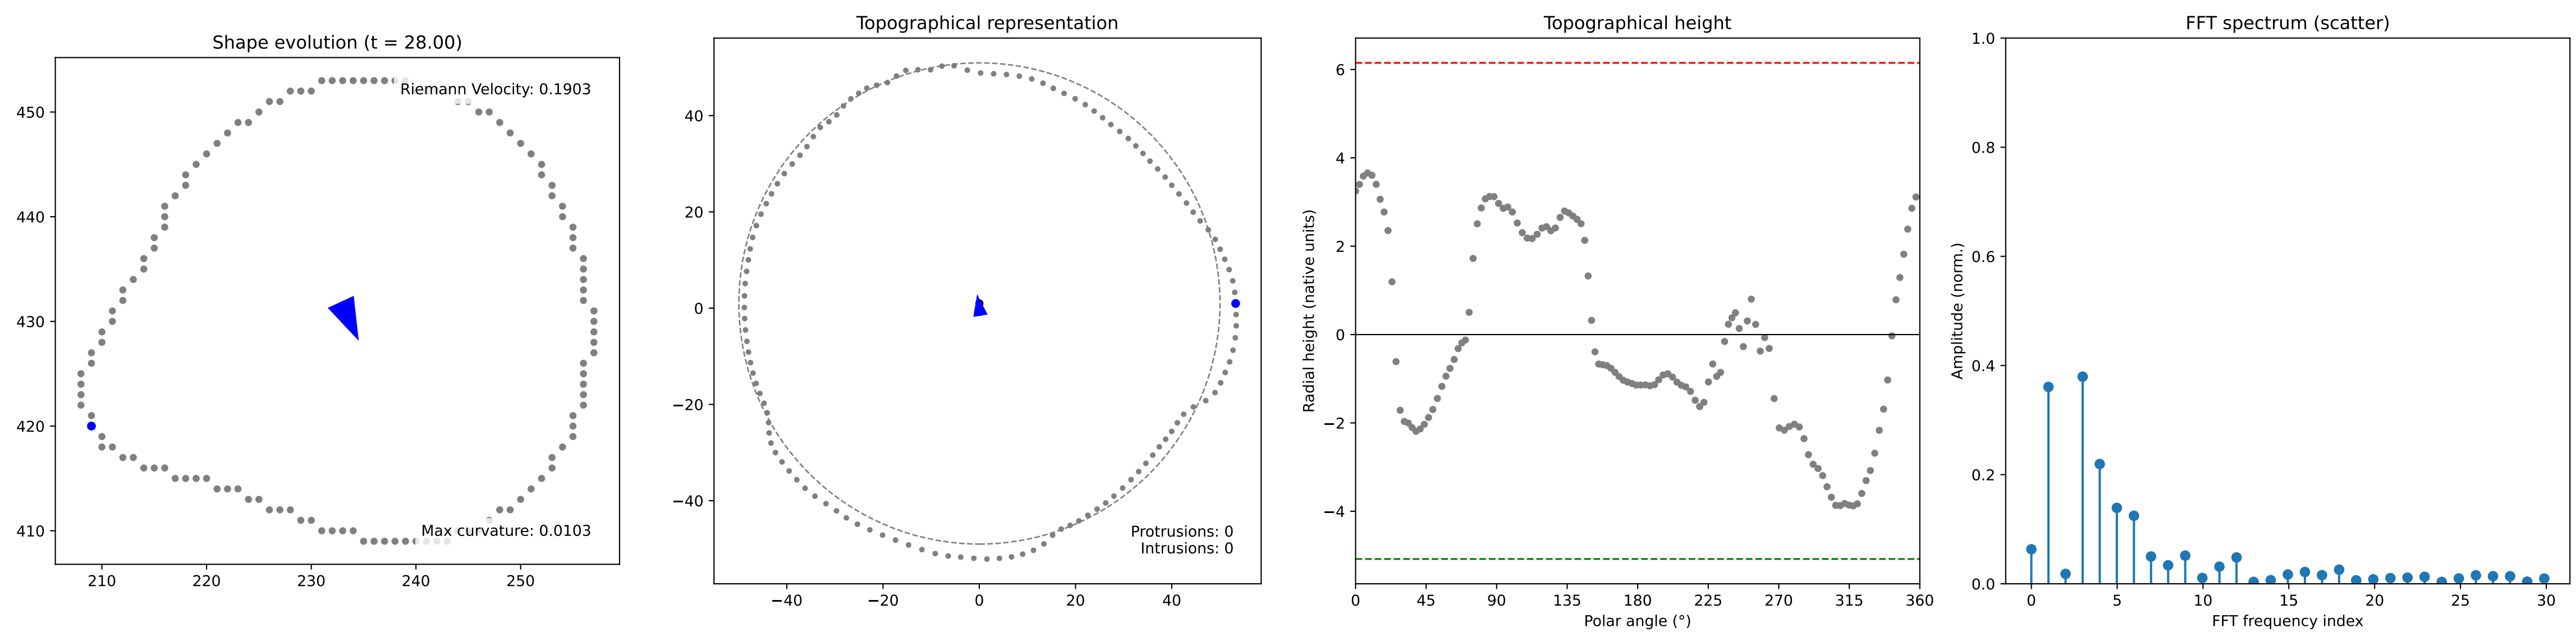 Shape evolution (t = 28.00)
Riemann Velocity: 0.1903
Max curvature: 0.0103
450
440
430
420
410
210 220 230 240 250
Topographical representation
40
20
0
−20
−40
−40 −20 0 20 40
Protrusions: 0
Intrusions: 0
Topographical height
Radial height (native units)
6
4
2
0
−2
−4
0 45 90 135 180 225 270 315 360
Polar angle (°)
FFT spectrum (scatter)
Amplitude (norm.)
1.0
0.8
0.6
0.4
0.2
0.0
0 5 10 15 20 25 30
FFT frequency index